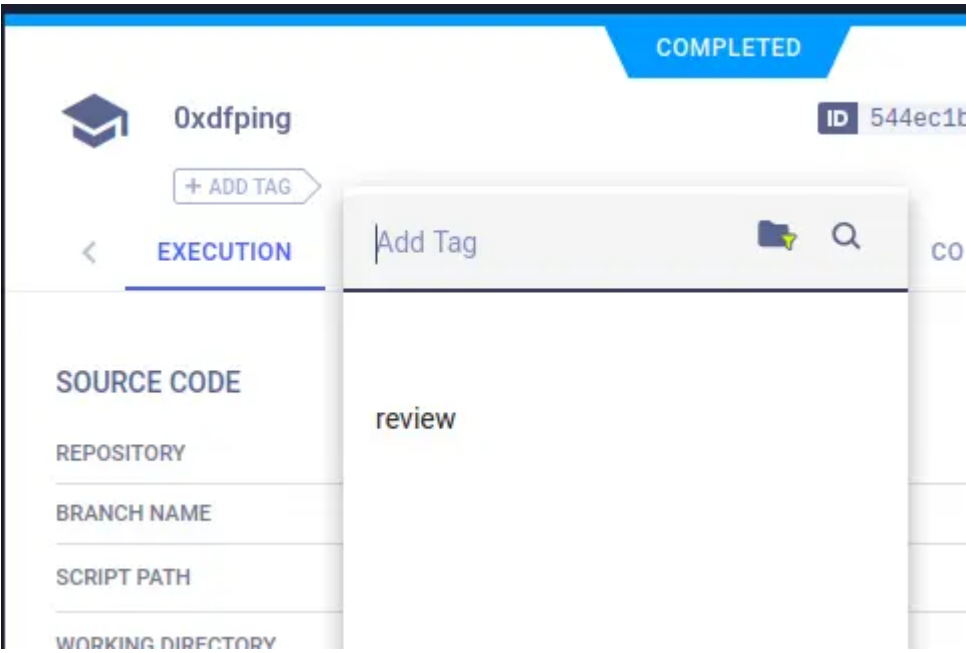 COMPLETED
0xdfping
ID 544ec1b
+ ADD TAG
EXECUTION
Add Tag
CO
SOURCE CODE
review
REPOSITORY
BRANCH NAME
SCRIPT PATH
WORKING DIRECTORY